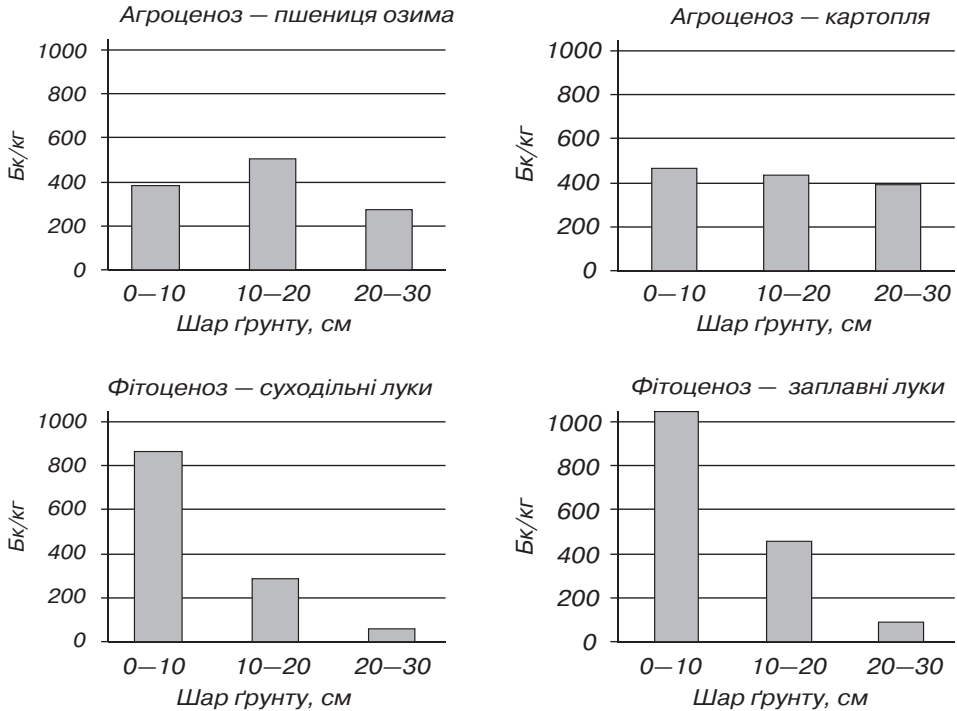 Агроценоз — пшениця озима
1000
800
600
400
200
0
Бк/кг
0—10 10—20 20—30
Шар ґрунту, см
Агроценоз — картопля
1000
800
600
400
200
0
Бк/кг
0—10 10—20 20—30
Шар ґрунту, см
Фітоценоз — суходільні луки
1000
800
600
400
200
0
Бк/кг
0—10 10—20 20—30
Шар ґрунту, см
Фітоценоз — заплавні луки
1000
800
600
400
200
0
Бк/кг
0—10 10—20 20—30
Шар ґрунту, см